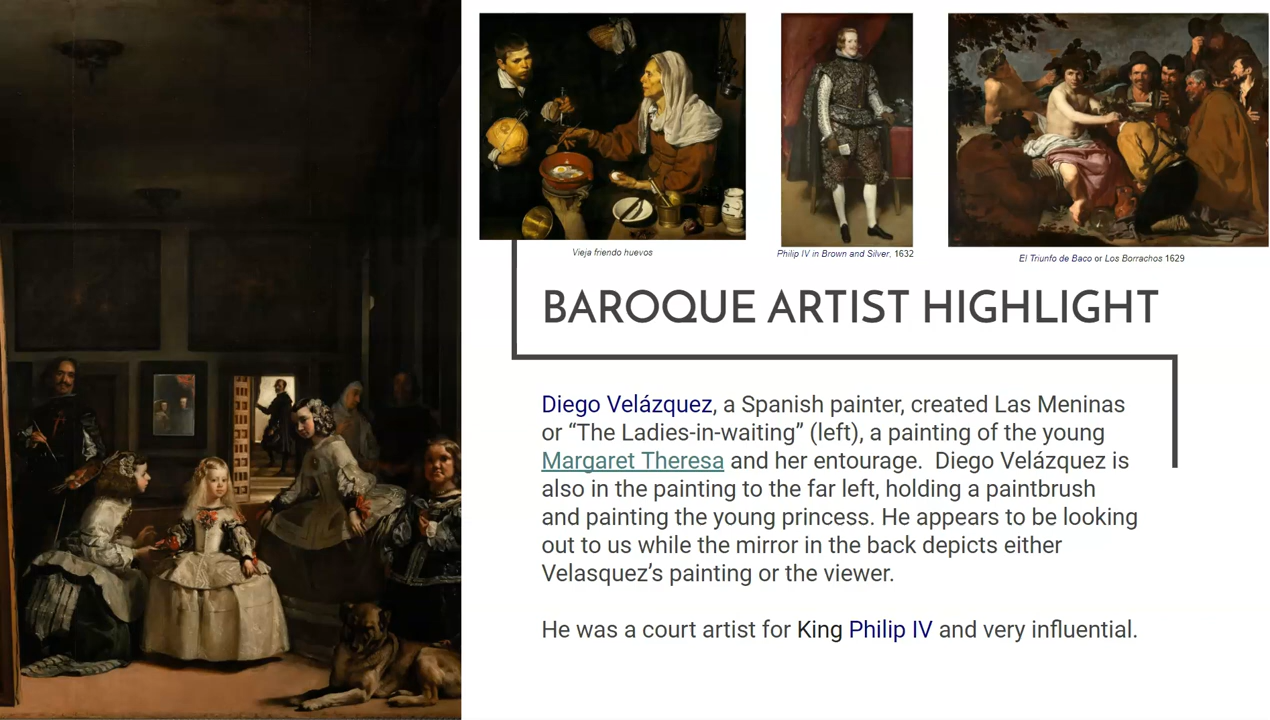 Vieja friendo huevos
Philip IV in Brown and Silver, 1632
El Triunfo de Baco or Los Borrachos 1629
BAROQUE ARTIST HIGHLIGHT
Diego Velázquez, a Spanish painter, created Las Meninas
or “The Ladies-in-waiting” (left), a painting of the young
Margaret Theresa and her entourage.  Diego Velázquez is
also in the painting to the far left, holding a paintbrush
and painting the young princess. He appears to be looking
out to us while the mirror in the back depicts either
Velasquez’s painting or the viewer.
He was a court artist for King Philip IV and very influential.